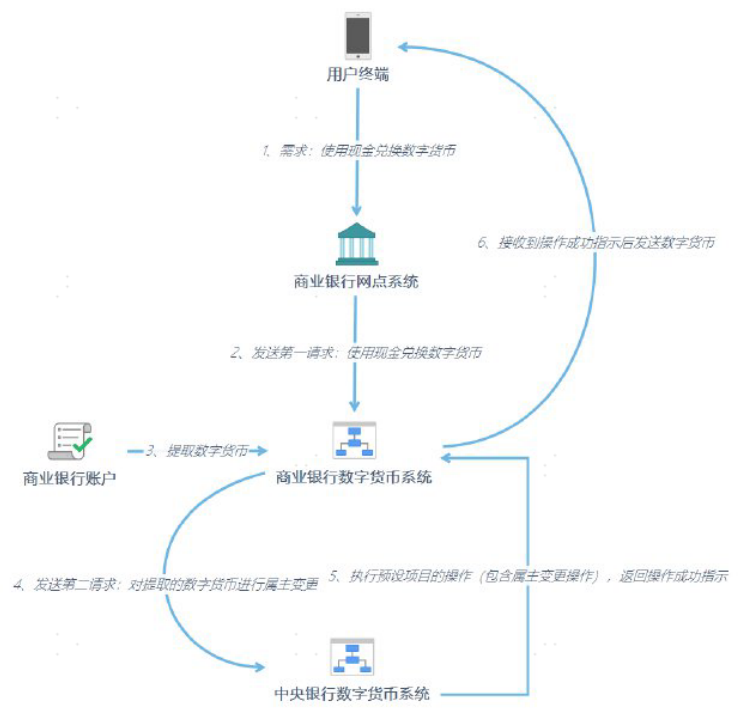 用户终端
1、需求：使用现金兑换数字货币
6、接收到操作成功指示后发送数字货币
商业银行网点系统
2、发送第一请求：使用现金兑换数字货币
3、提取数字货币
商业银行账户
商业银行数字货币系统
4、发送第二请求：对提取的数字货币进行属主变更
5、执行预设项目的操作（包含属主变更操作），返回操作成功指示
中央银行数字货币系统